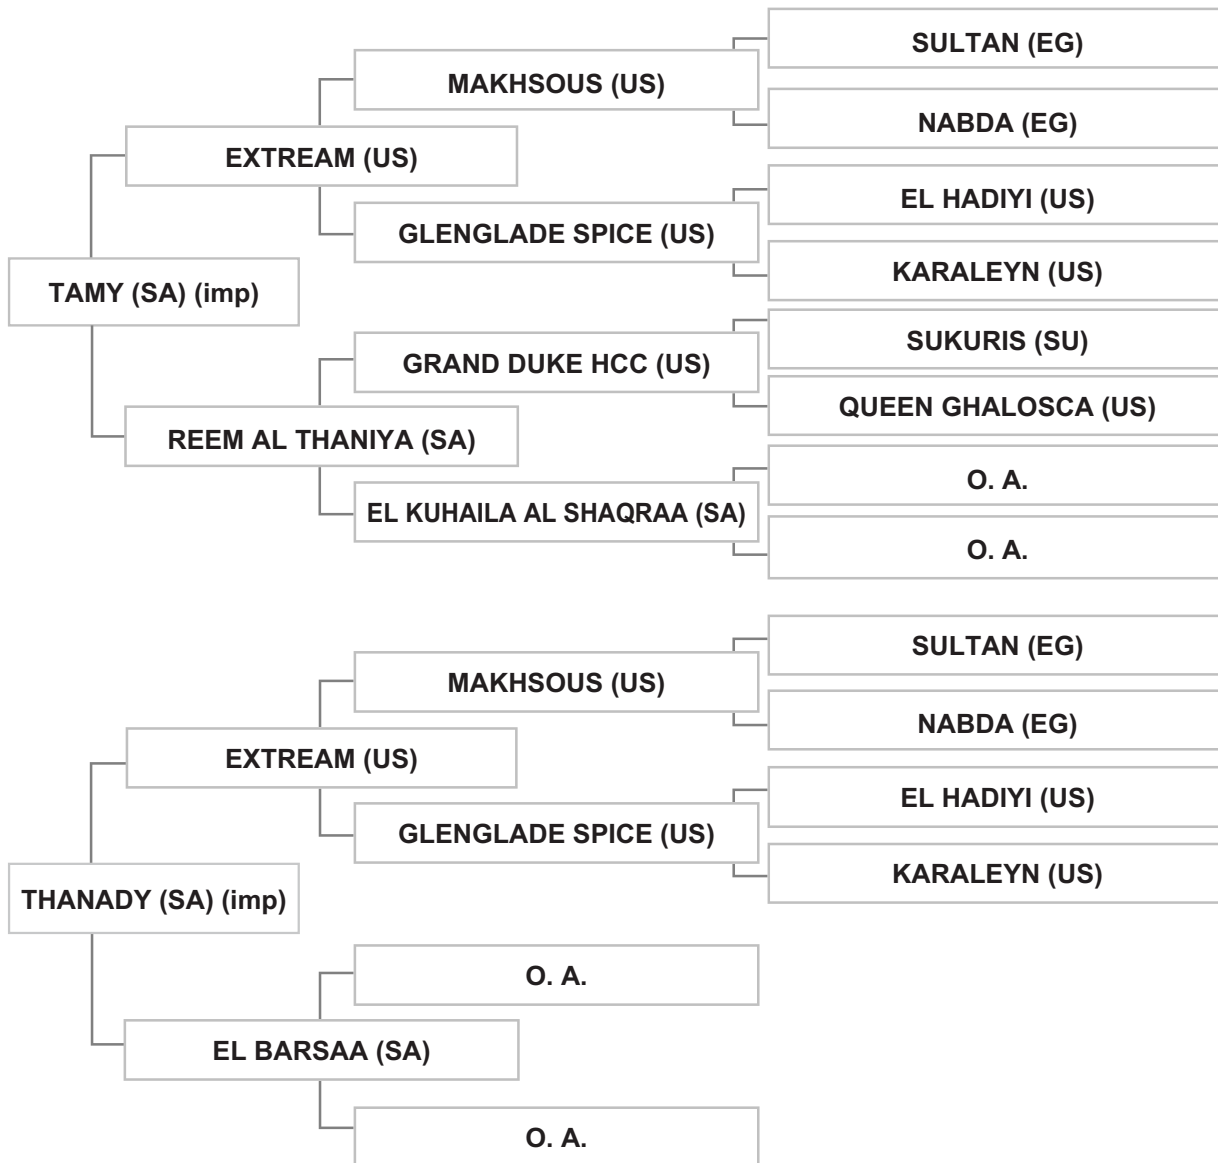 SULTAN (EG)
MAKHSOUS (US)
NABDA (EG)
EXTREAM (US)
EL HADIYI (US)
GLENGLADE SPICE (US)
KARALEYN (US)
TAMY (SA) (imp)
SUKURIS (SU)
GRAND DUKE HCC (US)
QUEEN GHALOSCA (US)
REEM AL THANIYA (SA)
O. A.
EL KUHAILA AL SHAQRAA (SA)
O. A.
SULTAN (EG)
MAKHSOUS (US)
NABDA (EG)
EXTREAM (US)
EL HADIYI (US)
GLENGLADE SPICE (US)
KARALEYN (US)
THANADY (SA) (imp)
O. A.
EL BARSAA (SA)
O. A.